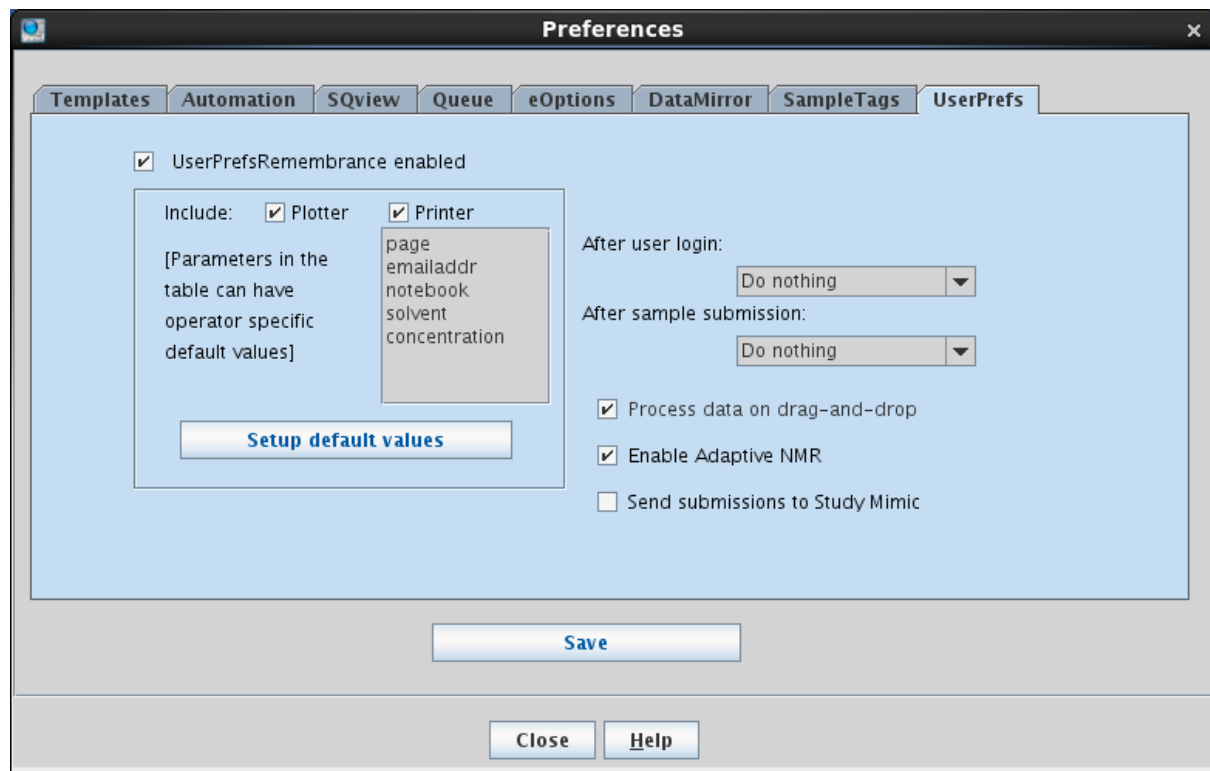 Preferences
Templates Automation SQview Queue eOptions DataMirror SampleTags UserPrefs
UserPrefsRemembrance enabled
Include: Plotter Printer
[Parameters in the
table can have
operator specific
default values]
page
emailaddr
notebook
solvent
concentration
Setup default values
After user login:
Do nothing
After sample submission:
Do nothing
Process data on drag-and-drop
Enable Adaptive NMR
Send submissions to Study Mimic
Save
Close Help